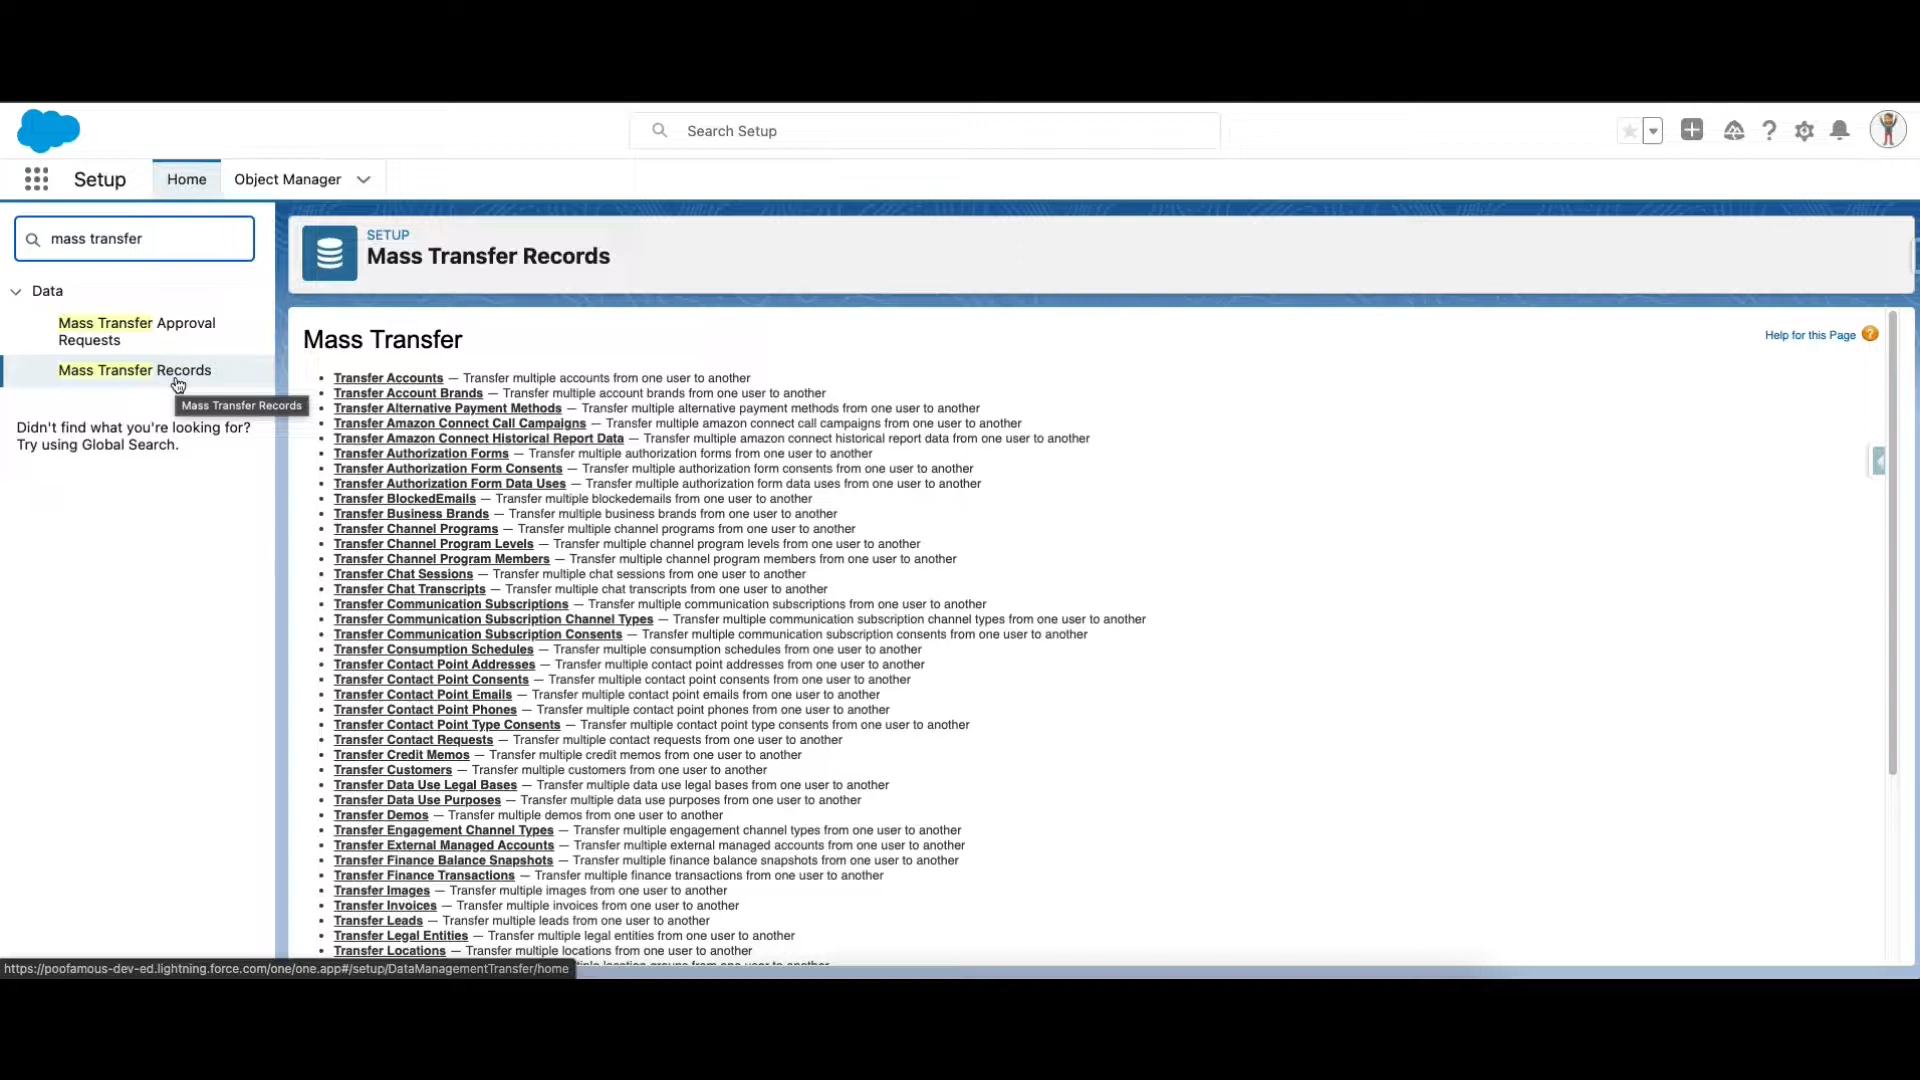 Search Setup
Setup
Home
Object Manager
mass transfer
Data
Mass Transfer Approval
Requests
Mass Transfer Records
Mass Transfer Records
Didn't find what you're looking for?
Try using Global Search.
SETUP
Mass Transfer Records
Mass Transfer
Help for this Page
Transfer Accounts — Transfer multiple accounts from one user to another
Transfer Account Brands — Transfer multiple account brands from one user to another
Transfer Alternative Payment Methods — Transfer multiple alternative payment methods from one user to another
Transfer Amazon Connect Call Campaigns — Transfer multiple amazon connect call campaigns from one user to another
Transfer Amazon Connect Historical Report Data — Transfer multiple amazon connect historical report data from one user to another
Transfer Authorization Forms — Transfer multiple authorization forms from one user to another
Transfer Authorization Form Consents — Transfer multiple authorization form consents from one user to another
Transfer Authorization Form Data Uses — Transfer multiple authorization form data uses from one user to another
Transfer BlockedEmails — Transfer multiple blockedemails from one user to another
Transfer Business Brands — Transfer multiple business brands from one user to another
Transfer Channel Programs — Transfer multiple channel programs from one user to another
Transfer Channel Program Levels — Transfer multiple channel program levels from one user to another
Transfer Channel Program Members — Transfer multiple channel program members from one user to another
Transfer Chat Sessions — Transfer multiple chat sessions from one user to another
Transfer Chat Transcripts — Transfer multiple chat transcripts from one user to another
Transfer Communication Subscriptions — Transfer multiple communication subscriptions from one user to another
Transfer Communication Subscription Channel Types — Transfer multiple communication subscription channel types from one user to another
Transfer Communication Subscription Consents — Transfer multiple communication subscription consents from one user to another
Transfer Consumption Schedules — Transfer multiple consumption schedules from one user to another
Transfer Contact Point Addresses — Transfer multiple contact point addresses from one user to another
Transfer Contact Point Consents — Transfer multiple contact point consents from one user to another
Transfer Contact Point Emails — Transfer multiple contact point emails from one user to another
Transfer Contact Point Phones — Transfer multiple contact point phones from one user to another
Transfer Contact Point Type Consents — Transfer multiple contact point type consents from one user to another
Transfer Contact Requests — Transfer multiple contact requests from one user to another
Transfer Credit Memos — Transfer multiple credit memos from one user to another
Transfer Customers — Transfer multiple customers from one user to another
Transfer Data Use Legal Bases — Transfer multiple data use legal bases from one user to another
Transfer Data Use Purposes — Transfer multiple data use purposes from one user to another
Transfer Demos — Transfer multiple demos from one user to another
Transfer Engagement Channel Types — Transfer multiple engagement channel types from one user to another
Transfer External Managed Accounts — Transfer multiple external managed accounts from one user to another
Transfer Finance Balance Snapshots — Transfer multiple finance balance snapshots from one user to another
Transfer Finance Transactions — Transfer multiple finance transactions from one user to another
Transfer Images — Transfer multiple images from one user to another
Transfer Invoices — Transfer multiple invoices from one user to another
Transfer Leads — Transfer multiple leads from one user to another
Transfer Legal Entities — Transfer multiple legal entities from one user to another
Transfer Locations — Transfer multiple locations from one user to another
https://poofamous-dev-ed.lightning.force.com/one/one.app#/setup/DataManagementTransfer/home